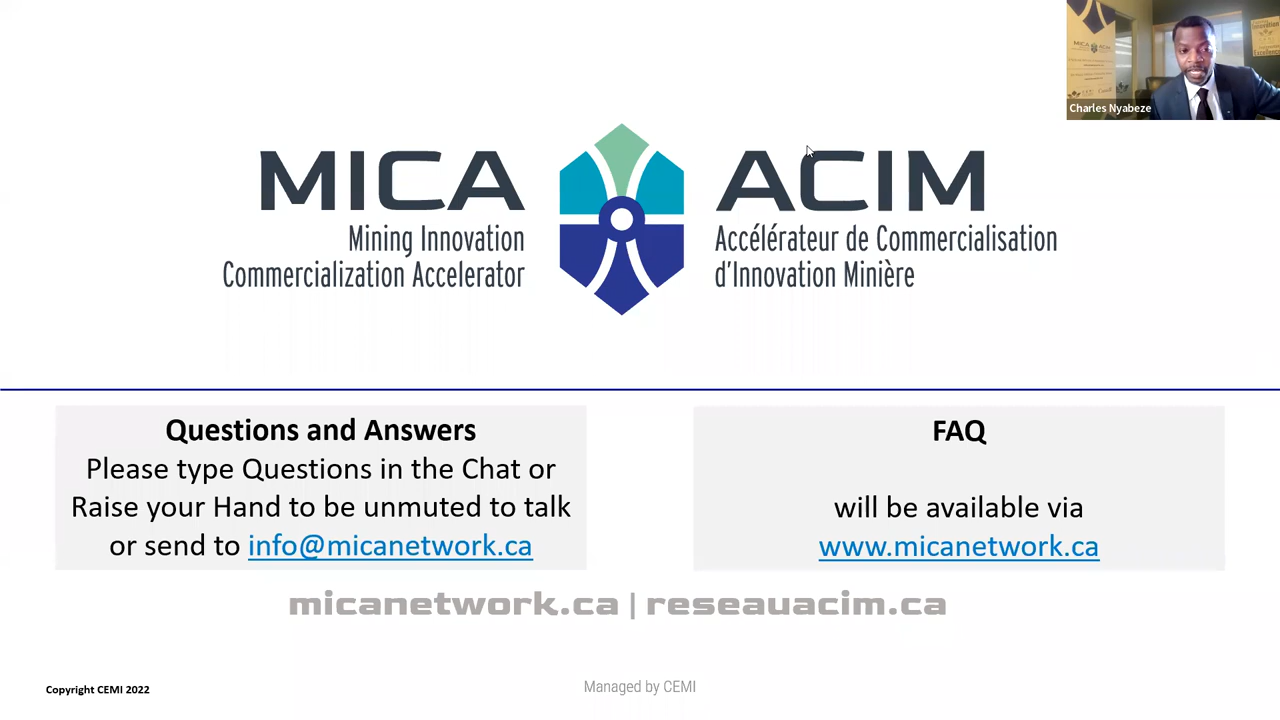 MICA
Mining Innovation
Commercialization Accelerator
ACIM
Accélérateur de Commercialisation
d'Innovation Minière
MICA ACIM
Charles Nyabeze
Questions and Answers
Please type Questions in the Chat or
Raise your Hand to be unmuted to talk
or send to info@micanetwork.ca
FAQ
will be available via
www.micanetwork.ca
micanetwork.ca | reseauacim.ca
Copyright CEMI 2022
Managed by CEMI